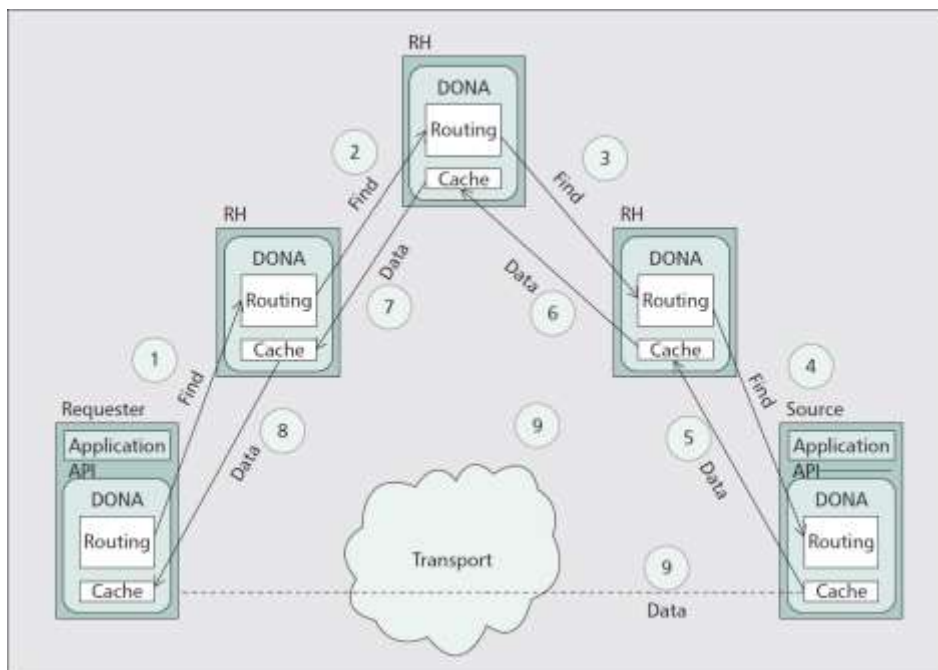 RH
DONA
Routing
Cache
2
Find
3
Find
RH
DONA
Routing
Cache
Data
7
Data
6
RH
DONA
Routing
Cache
1
Find
4
Find
Requester
Application
API
DONA
Routing
Cache
8
Data
9
5
Data
Source
Application
API
DONA
Routing
Cache
Transport
9
Data